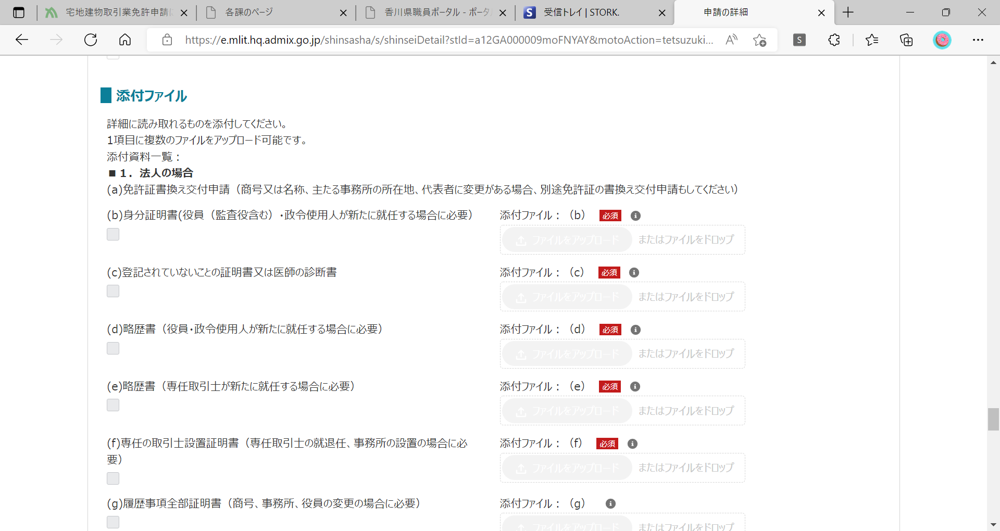 宅地建物取引業免許申請に
各課のページ
香川県職員ポータル - ポータル
受信トレイ | STORK.
申請の詳細
https://e.mlit.hq.admix.go.jp/shinsasha/s/shinseiDetail?stId=a12GA000009moFNYAY&motoAction=tetsuzuki...
添付ファイル
詳細に読み取れるものを添付してください。
1項目に複数のファイルをアップロード可能です。
添付資料一覧：
■１．法人の場合
(a)免許証書換え交付申請（商号又は名称、主たる事務所の所在地、代表者に変更がある場合、別途免許証の書換え交付申請もしてください）
(b)身分証明書(役員（監査役含む）・政令使用人が新たに就任する場合に必要）
添付ファイル：（b） 必須
ファイルをアップロード またはファイルをドロップ
(c)登記されていないことの証明書又は医師の診断書
添付ファイル：（c） 必須
ファイルをアップロード またはファイルをドロップ
(d)略歴書（役員・政令使用人が新たに就任する場合に必要）
添付ファイル：（d） 必須
ファイルをアップロード またはファイルをドロップ
(e)略歴書（専任取引士が新たに就任する場合に必要）
添付ファイル：（e） 必須
ファイルをアップロード またはファイルをドロップ
(f)専任の取引士設置証明書（専任取引士の就退任、事務所の設置の場合に必
要）
添付ファイル：（f） 必須
ファイルをアップロード またはファイルをドロップ
(g)履歴事項全部証明書（商号、事務所、役員の変更の場合に必要）
添付ファイル：（g）
ファイルをアップロード またはファイルをドロップ